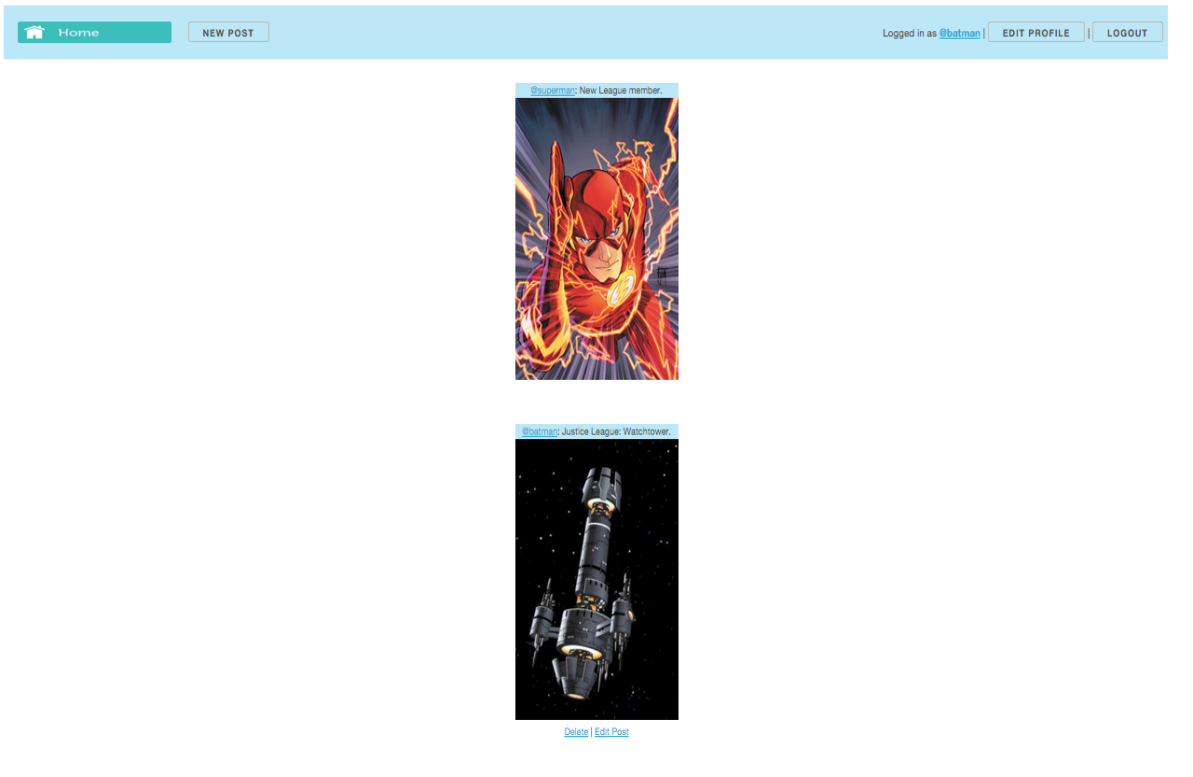 Home NEW POST Logged in as @batman | EDIT PROFILE | LOGOUT
@superman: New League member.
@batman: Justice League: Watchtower.
Delete | Edit Post